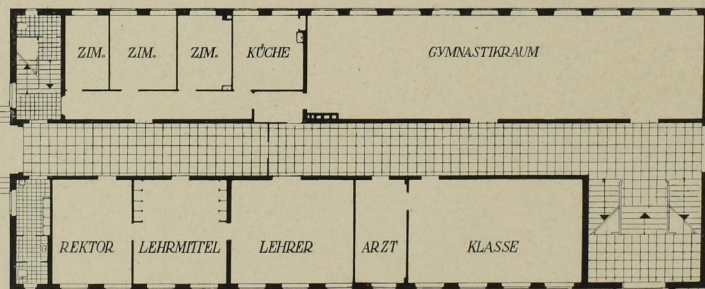 ZIM. ZIM. ZIM. KÜCHE GYMNASTIKRAUM
REKTOR LEHRMITTEL LEHRER ARZT KLASSE